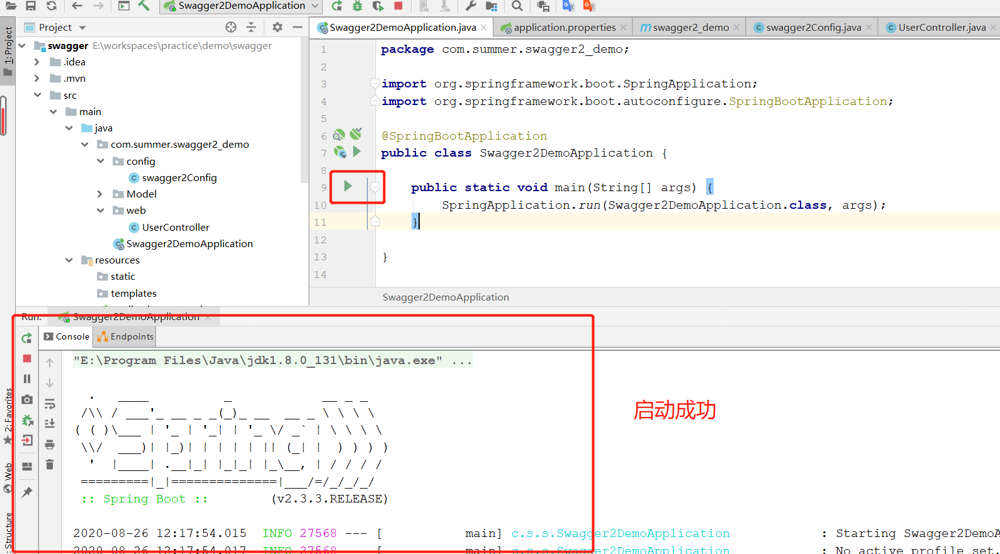 Swagger2DemoApplication
Project
Swagger2DemoApplication.java
application.properties
swagger2_demo
swagger2Config.java
UserController.java
1: Project
swagger E:\workspaces\practice\demo\swagger
.idea
.mvn
src
main
java
com.summer.swagger2_demo
config
swagger2Config
Model
web
UserController
Swagger2DemoApplication
resources
static
templates
1 package com.summer.swagger2_demo;
2
3 import org.springframework.boot.SpringApplication;
4 import org.springframework.boot.autoconfigure.SpringBootApplication;
5
6 @SpringBootApplication
7 public class Swagger2DemoApplication {
8
9 public static void main(String[] args) {
10 SpringApplication.run(Swagger2DemoApplication.class, args);
11 }
12
13 }
14
Swagger2DemoApplication
Run: Swagger2DemoApplication
Console Endpoints
"E:\Program Files\Java\jdk1.8.0_131\bin\java.exe" ...
  .   ____          _            __ _ _
 /\\ / ___'_ __ _ _(_)_ __  __ _ \ \ \ \
( ( )\___ | '_ | '_| | '_ \/ _` | \ \ \ \
 \\/  ___)| |_)| | | | | || (_| |  ) ) ) )
  '  |____| .__|_| |_|_| |_\__, | / / / /
 =========|_|==============|___/=/_/_/_/
 :: Spring Boot ::        (v2.3.3.RELEASE)
启动成功
2020-08-26 12:17:54.015 INFO 27568 --- [ main] c.s.s.Swagger2DemoApplication : Starting Swagger2DemoA
2020-08-26 12:17:54.017 INFO 27568 --- [ main] c.s.s.Swagger2DemoApplication : No active profile set,
2: Favorites
Web
Structure